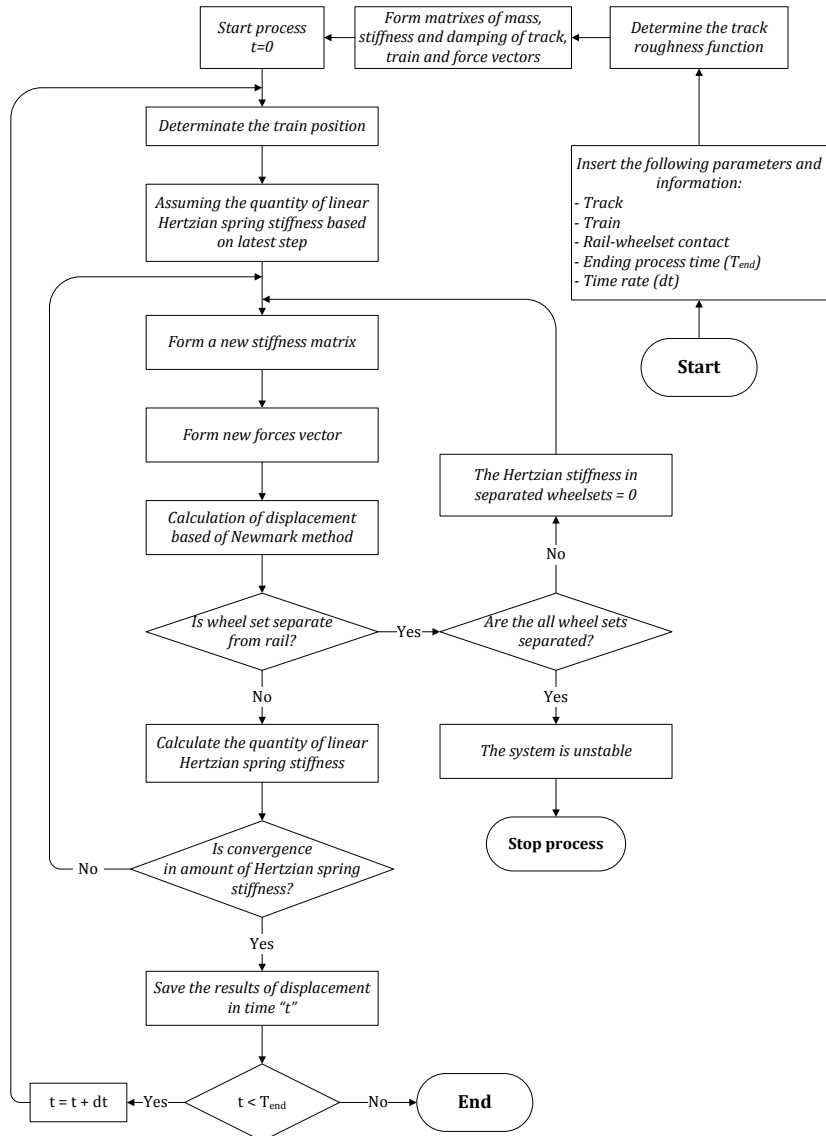 Start process
t=0
Form matrixes of mass,
stiffness and damping of track,
train and force vectors
Determine the track
roughness function
Insert the following parameters and
information:
- Track
- Train
- Rail-wheelset contact
- Ending process time (Tend)
- Time rate (dt)
Start
Determinate the train position
Assuming the quantity of linear
Hertzian spring stiffness based
on latest step
Form a new stiffness matrix
Form new forces vector
Calculation of displacement
based of Newmark method
The Hertzian stiffness in
separated wheelsets = 0
No
Is wheel set separate
from rail?
Yes
Are the all wheel sets
separated?
No
Yes
Calculate the quantity of linear
Hertzian spring stiffness
The system is unstable
Stop process
Is convergence
in amount of Hertzian spring
stiffness?
No
Yes
Save the results of displacement
in time “t”
t = t + dt
Yes
t < Tend
No
End